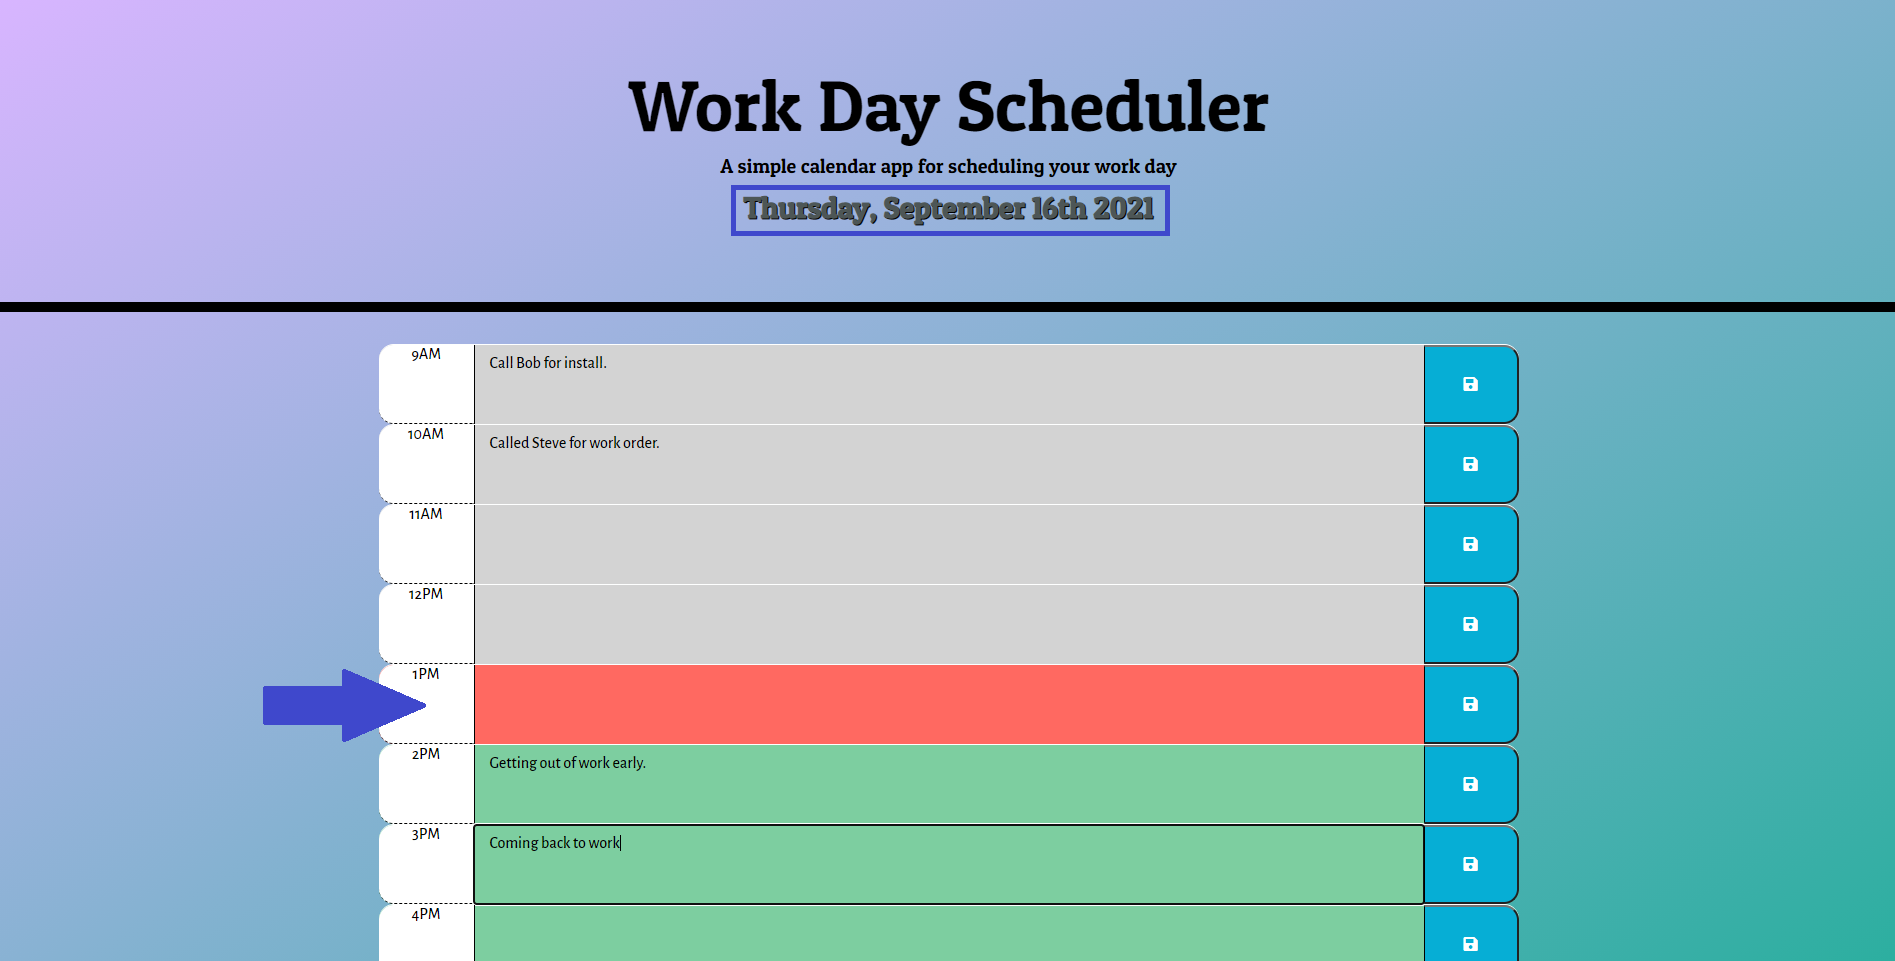 Work Day Scheduler
A simple calendar app for scheduling your work day
Thursday, September 16th 2021
9AM
Call Bob for install.
10AM
Called Steve for work order.
11AM
12PM
1PM
2PM
Getting out of work early.
3PM
Coming back to work
4PM